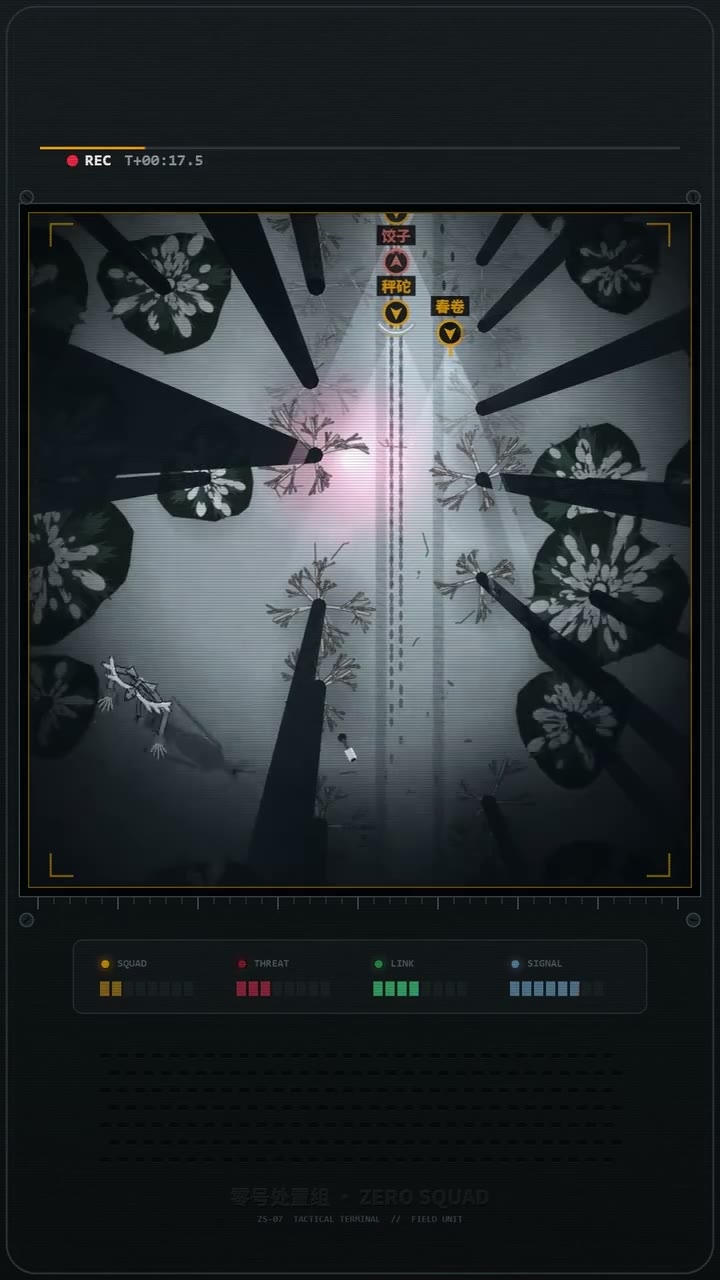 REC T+00:17.5
饺子
秤砣
春卷
SQUAD THREAT LINK SIGNAL
零号处置组 · ZERO SQUAD
ZS-07 TACTICAL TERMINAL // FIELD UNIT